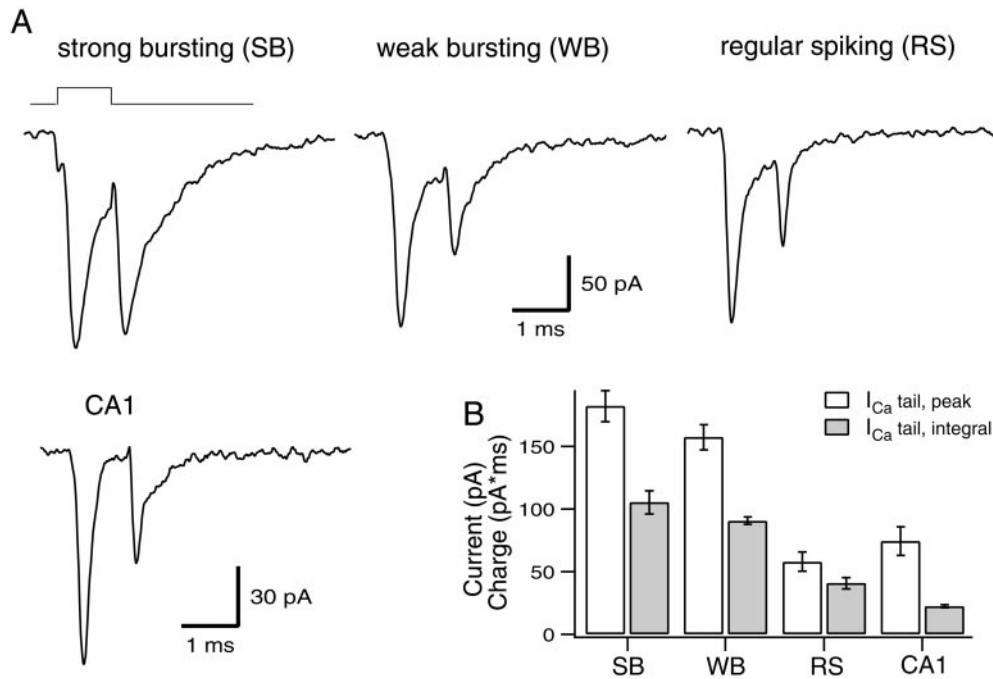 A
strong bursting (SB)
weak bursting (WB)
regular spiking (RS)
50 pA
1 ms
CA1
30 pA
1 ms
B
I_Ca tail, peak
I_Ca tail, integral
Current (pA)
Charge (pA*ms)
150
100
50
0
SB
WB
RS
CA1